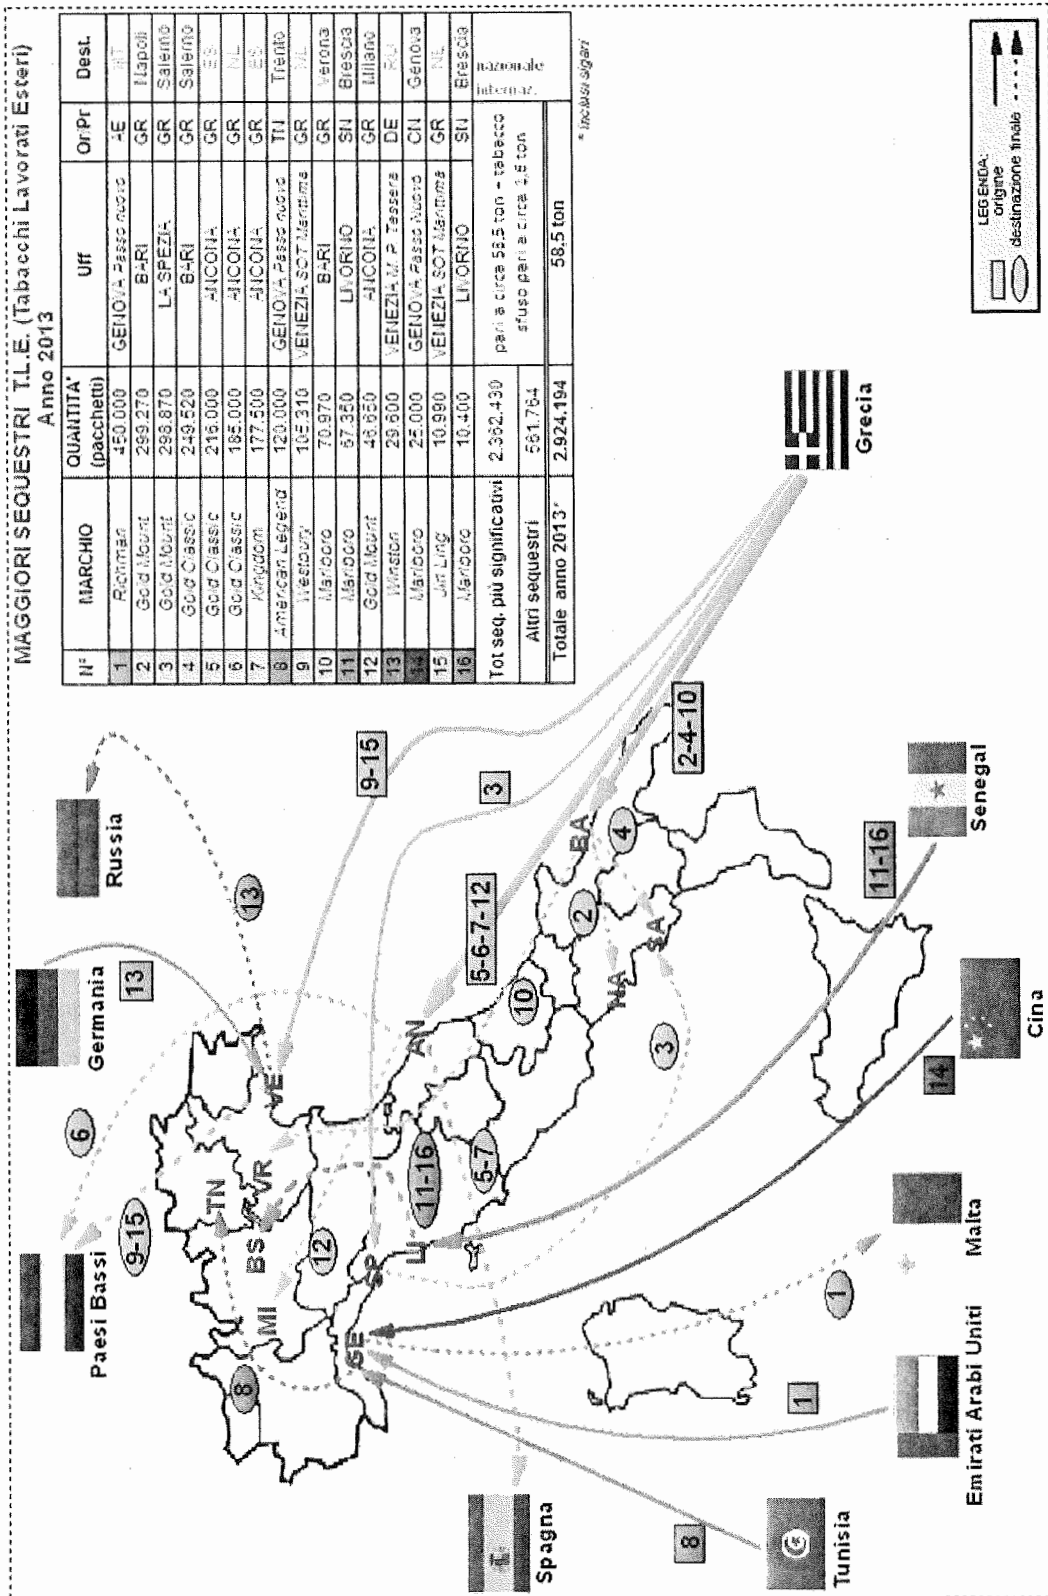 MAGGIORI SEQUESTRI T.L.E. (Tabacchi Lavorati Esteri)
Anno 2013
N° MARCHIO QUANTITA' (pacchetti) Uff Or/Pr Dest.
1 Richman 450.000 GENOVA Passo nuovo AE MT
2 Gold Mount 299.270 BARI GR Napoli
3 Gold Mount 298.870 LA SPEZIA GR Salerno
4 Gold Classic 249.520 BARI GR Salerno
5 Gold Classic 216.000 ANCONA GR ES
6 Gold Classic 185.000 ANCONA GR NL
7 Kingdom 177.500 ANCONA GR ES
8 American Legend 120.000 GENOVA Passo nuovo TN Trento
9 Westbury 105.310 VENEZIA SOT Marittima GR NL
10 Marlboro 70.970 BARI GR Verona
11 Marlboro 67.350 LIVORNO SN Brescia
12 Gold Mount 46.650 ANCONA GR Milano
13 Winston 29.600 VENEZIA M.P. Tessera DE RU
14 Marlboro 25.000 GENOVA Passo Nuovo CN Genova
15 Jin Ling 10.990 VENEZIA SOT Marittima GR NL
16 Marlboro 10.400 LIVORNO SN Brescia
Tot seq. più significativi 2.362.430 pari a circa 58,5 ton - tabacco nazionale
Altri sequestri 561.764 sfuso pari a circa 2,6 ton internaz.
Totale anno 2013* 2.924.194 58.5 ton
* Inclusi sigari
Paesi Bassi
Germania
Russia
9-15
6
13
13
9-15
3
8
TN
BS
VR
VE
MI
12
GE
SP
LI
11-16
AN
5-7
10
5-6-7-12
2
4
BA
2-4-10
NA
SA
3
Spagna
8
Tunisia
1
Emirati Arabi Uniti
1
Malta
14
Cina
11-16
Senegal
Grecia
LEGENDA:
origine
destinazione finale